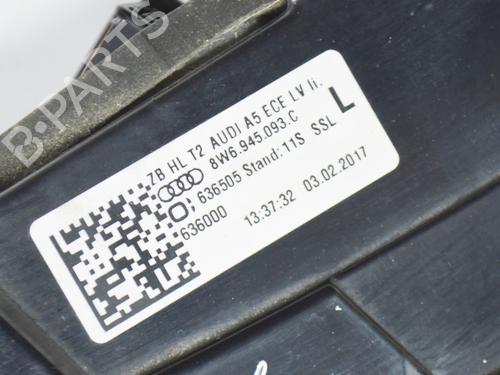 ZB HL T2 AUDI A5 ECE LV li.
8W6.945.093.C
L
636505 Stand: 11S SSL
636000
13:37:32 03.02.2017
B-PARTS